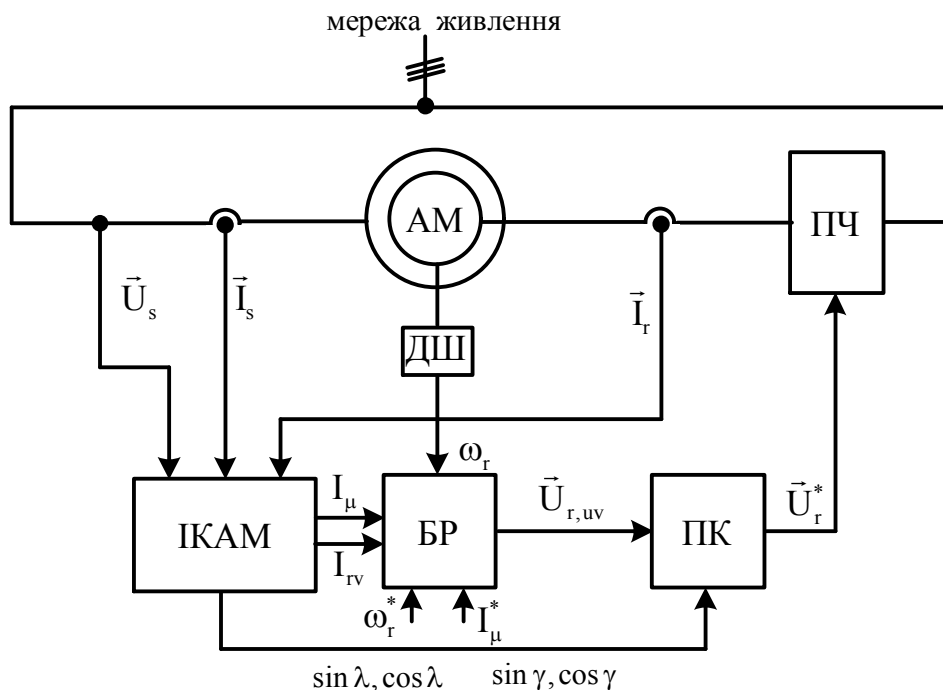 мережа живлення
АМ
ПЧ
U⃗s
I⃗s
I⃗r
ДШ
ωr
Iμ
U⃗r,uv
U⃗r*
ІКАМ
БР
ПК
Irv
ωr*
Iμ*
sin λ, cos λ sin γ, cos γ